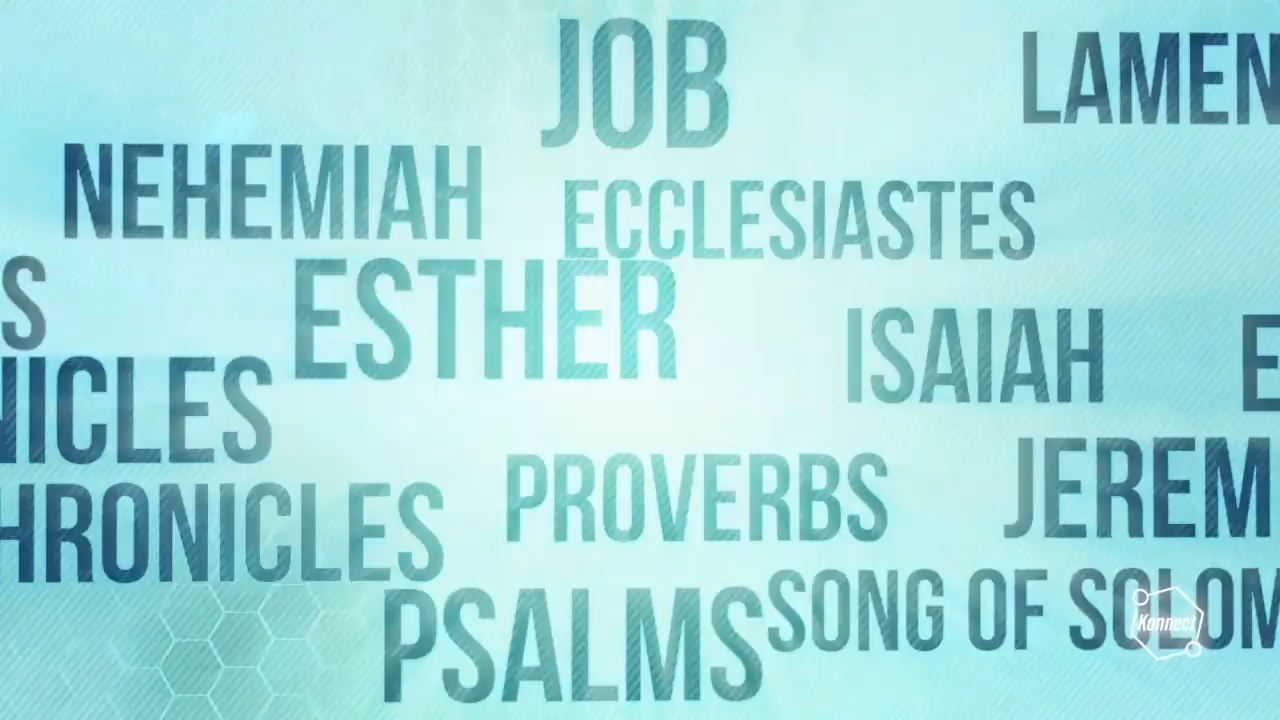 JOB
LAMEN
NEHEMIAH
ECCLESIASTES
S
ESTHER
ISAIAH
E
NICLES
JEREM
PROVERBS
HRONICLES
SONG OF SOLOM
PSALMS
Konnect